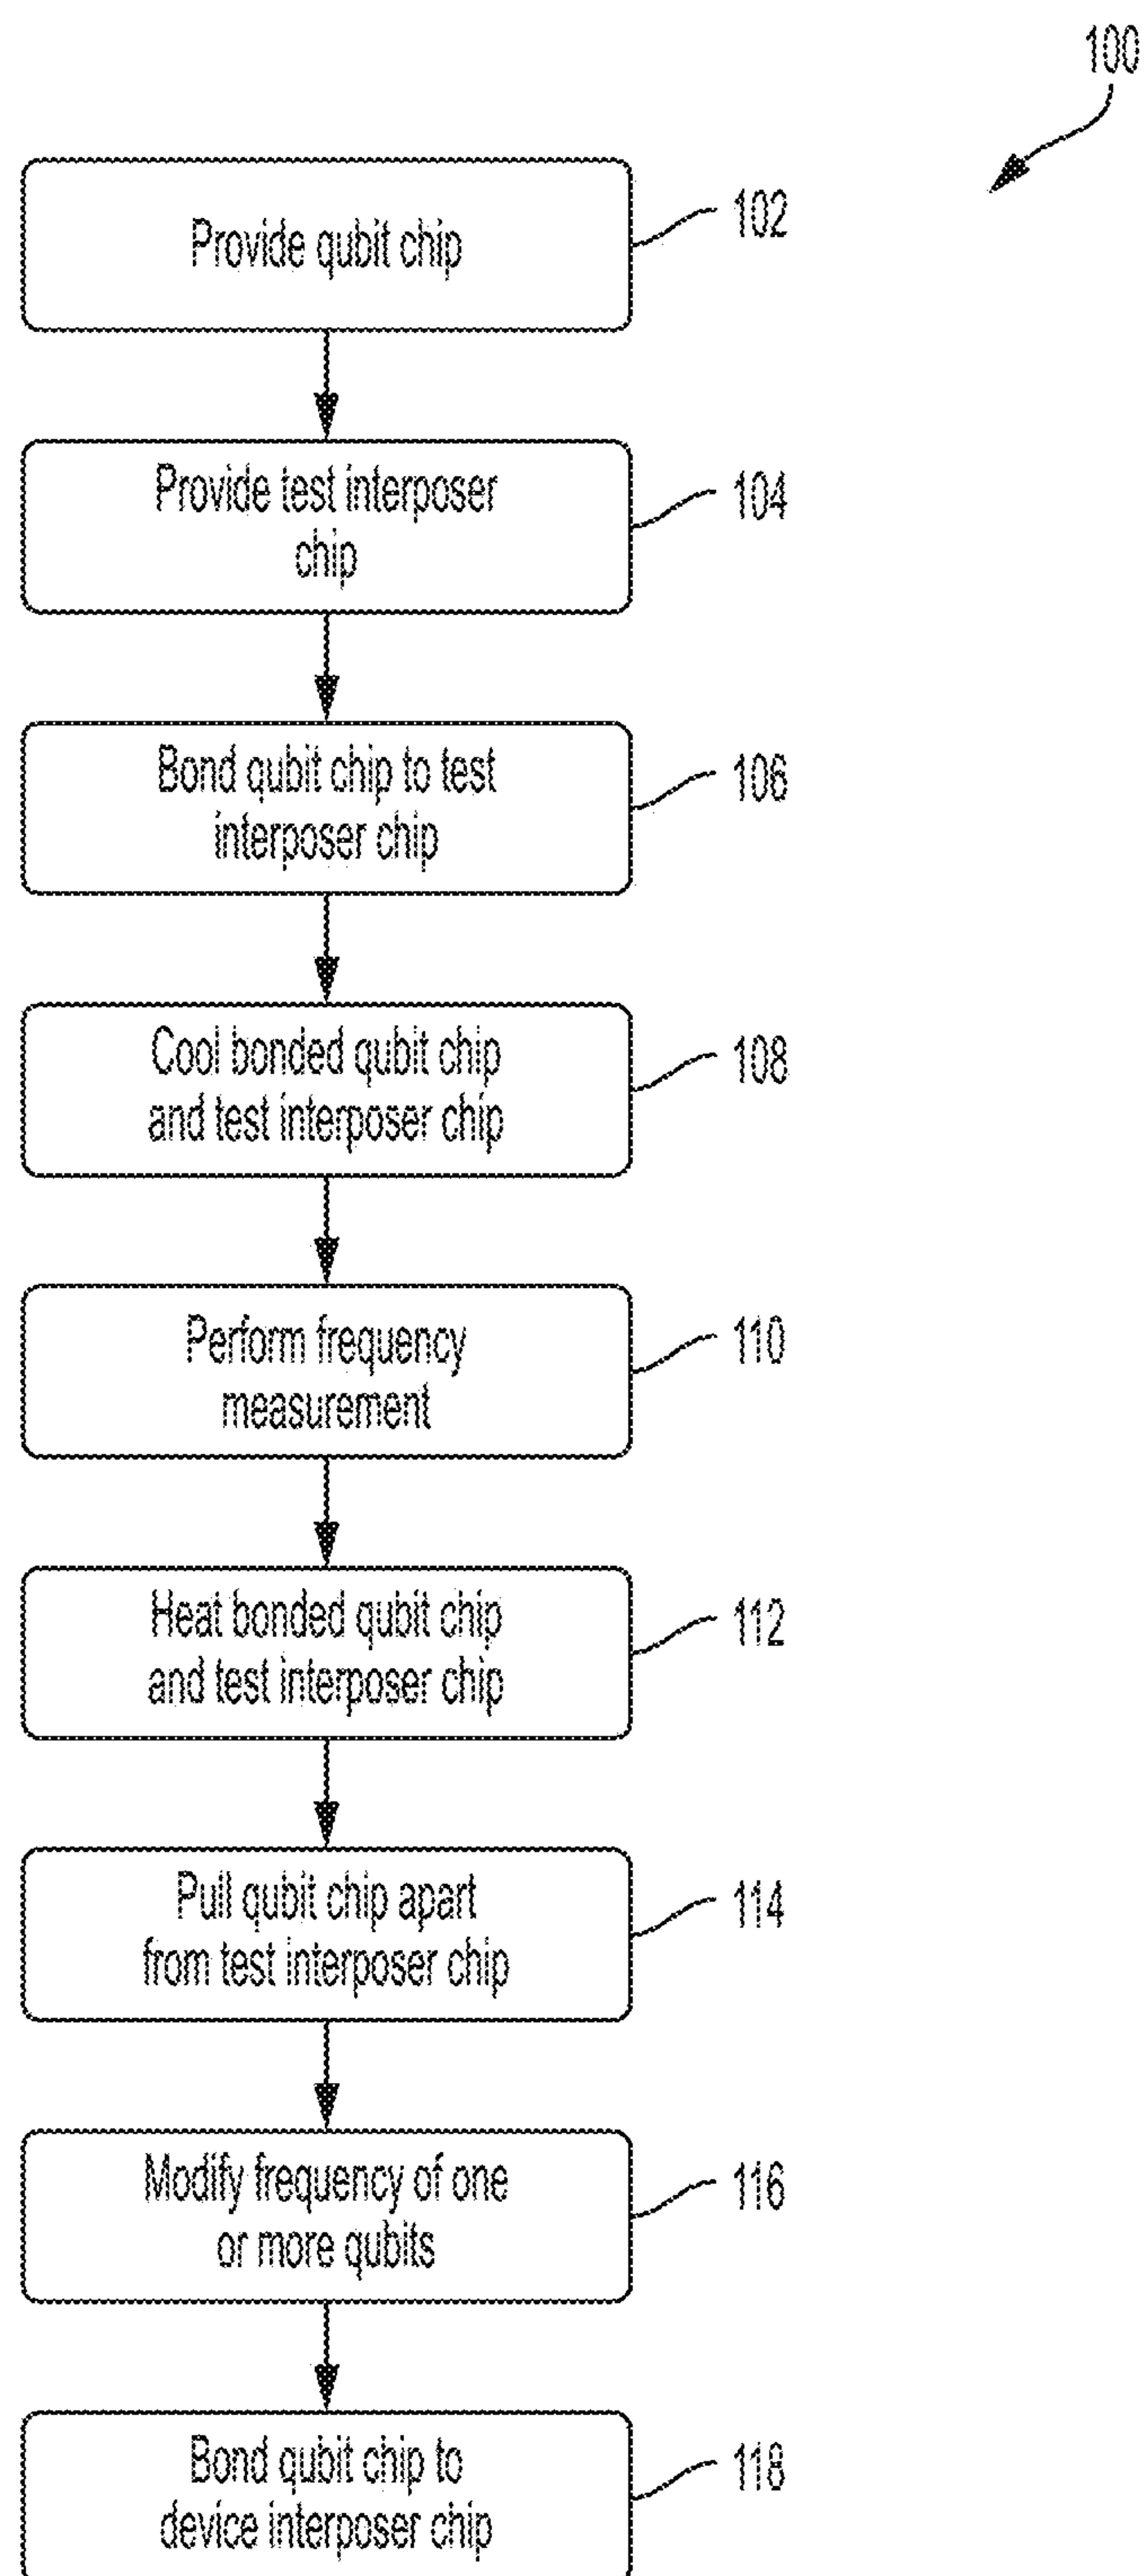 100
Provide qubit chip
102
Provide test interposer
chip
104
Bond qubit chip to test
interposer chip
106
Cool bonded qubit chip
and test interposer chip
108
Perform frequency
measurement
110
Heat bonded qubit chip
and test interposer chip
112
Pull qubit chip apart
from test interposer chip
114
Modify frequency of one
or more qubits
116
Bond qubit chip to
device interposer chip
118